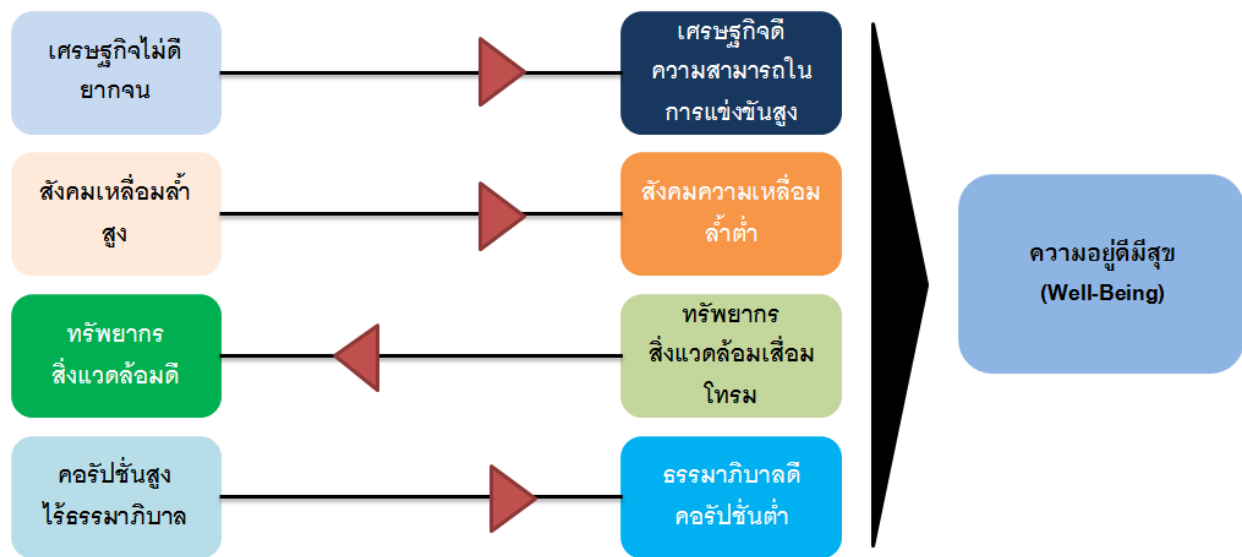 เศรษฐกิจไม่ดี
ยากจน
เศรษฐกิจดี
ความสามารถใน
การแข่งขันสูง
สังคมเหลื่อมล้ำ
สูง
สังคมความเหลื่อม
ล้ำต่ำ
ทรัพยากร
สิ่งแวดล้อมดี
ทรัพยากร
สิ่งแวดล้อมเสื่อม
โทรม
คอรัปชั่นสูง
ไร้ธรรมาภิบาล
ธรรมาภิบาลดี
คอรัปชั่นต่ำ
ความอยู่ดีมีสุข
(Well-Being)